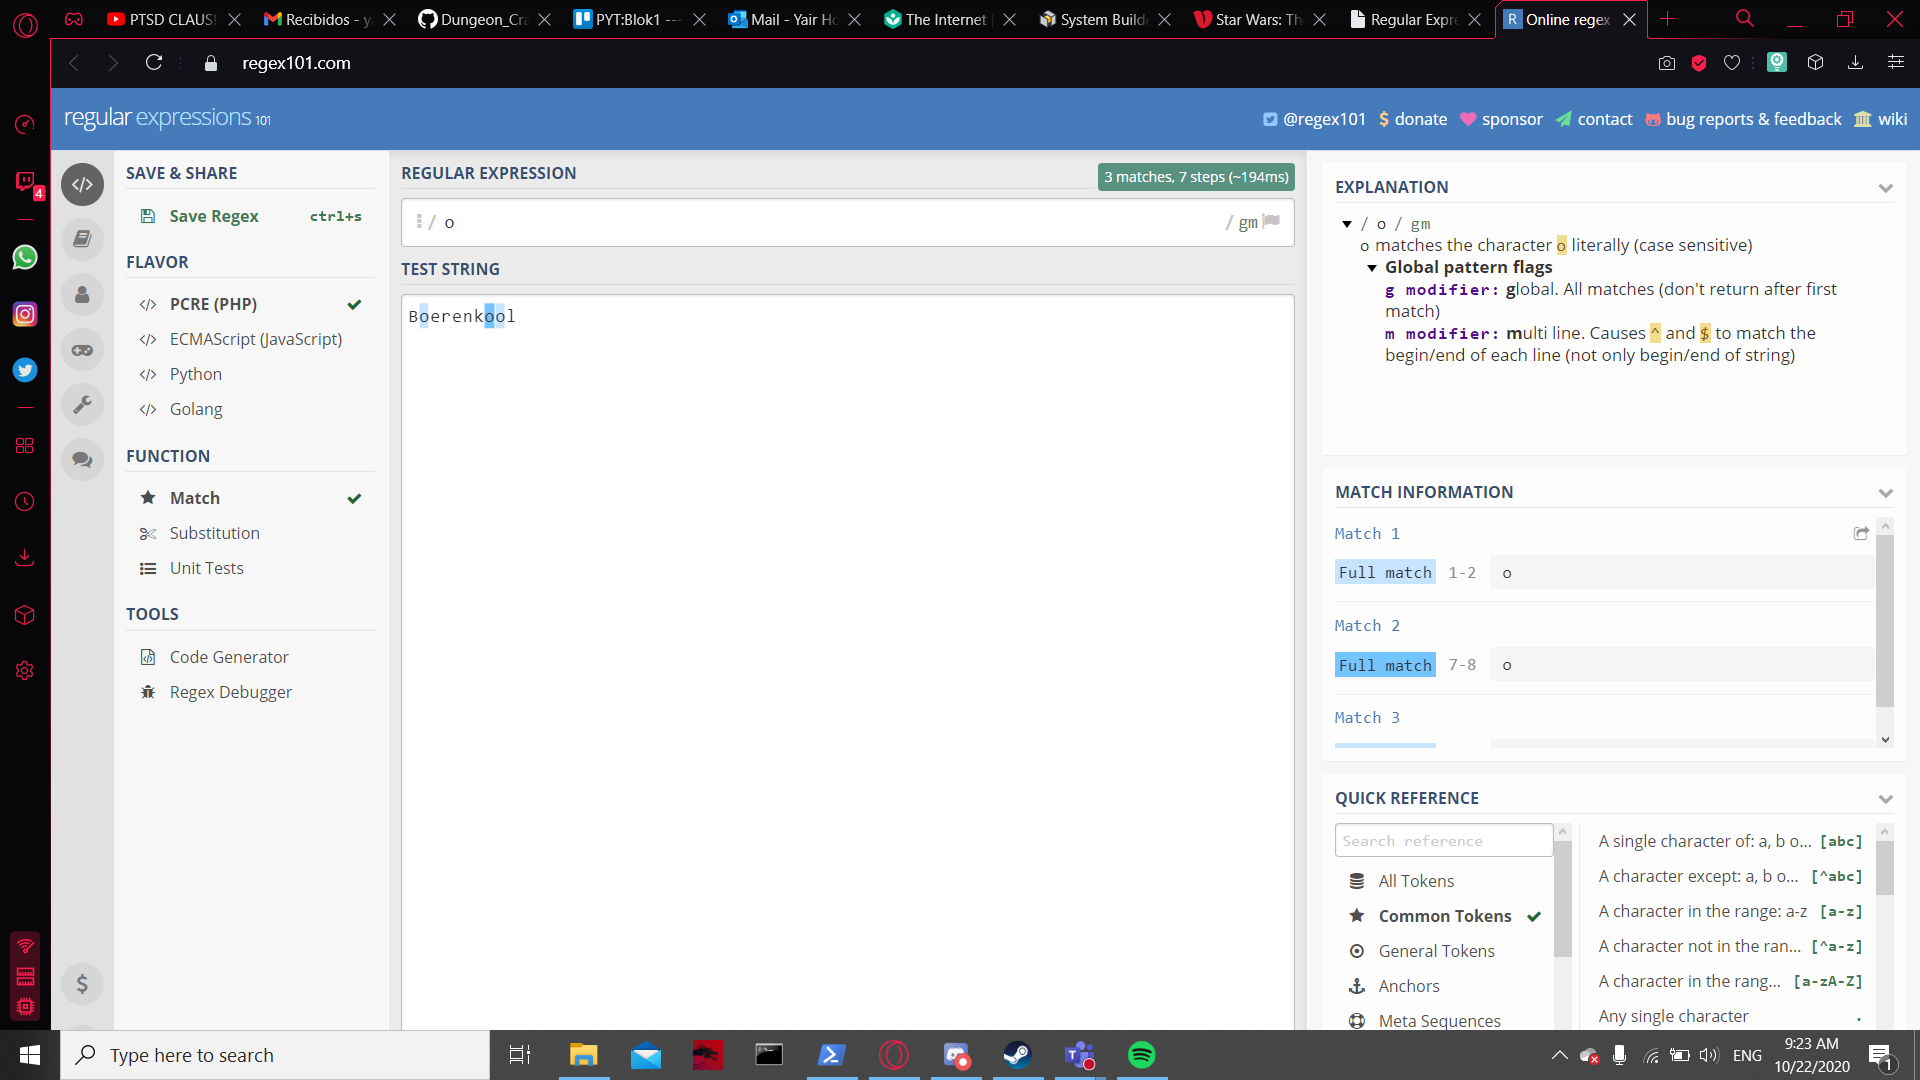 PTSD CLAUS!
Recibidos - ya
Dungeon_Cra
PYT:Blok1 ---
Mail - Yair Ho
The Internet
System Build
Star Wars: Th
Regular Expre
Online regex
regex101.com
regular expressions 101
@regex101
donate
sponsor
contact
bug reports & feedback
wiki
4
SAVE & SHARE
Save Regex ctrl+s
FLAVOR
PCRE (PHP)
ECMAScript (JavaScript)
Python
Golang
FUNCTION
Match
Substitution
Unit Tests
TOOLS
Code Generator
Regex Debugger
$
REGULAR EXPRESSION
3 matches, 7 steps (~194ms)
/ o / gm
TEST STRING
Boerenkool
EXPLANATION
/ o / gm
o matches the character o literally (case sensitive)
Global pattern flags
g modifier: global. All matches (don't return after first
match)
m modifier: multi line. Causes ^ and $ to match the
begin/end of each line (not only begin/end of string)
MATCH INFORMATION
Match 1
Full match 1-2 o
Match 2
Full match 7-8 o
Match 3
QUICK REFERENCE
Search reference
All Tokens
Common Tokens
General Tokens
Anchors
Meta Sequences
A single character of: a, b o... [abc]
A character except: a, b o... [^abc]
A character in the range: a-z [a-z]
A character not in the ran... [^a-z]
A character in the rang... [a-zA-Z]
Any single character .
Type here to search
ENG
9:23 AM
10/22/2020
1